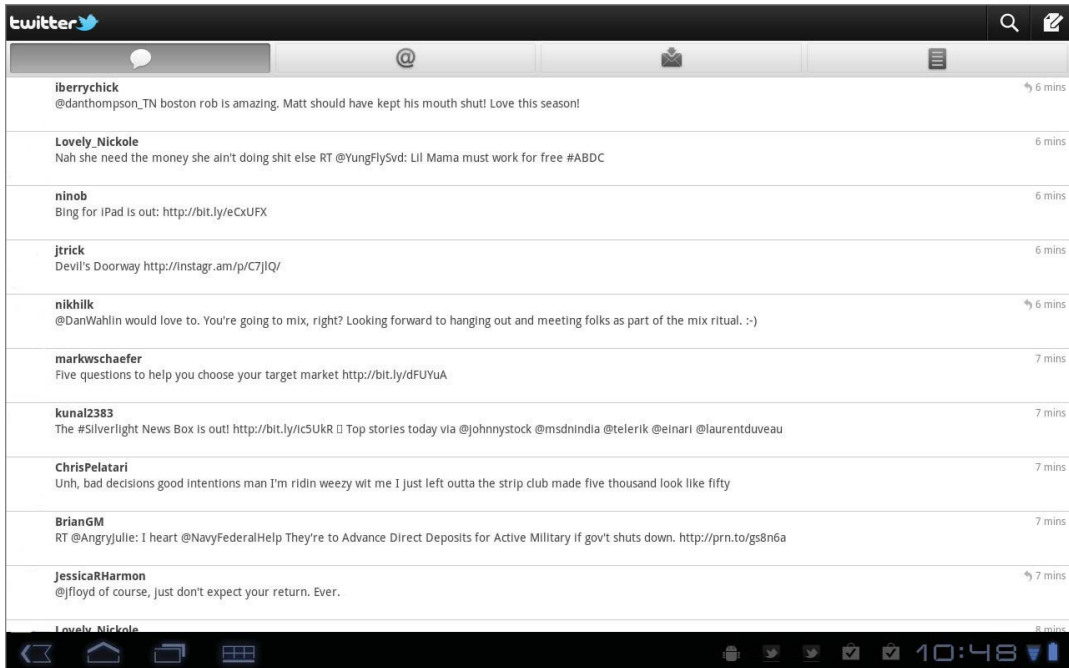 twitter
@
iberrychick
6 mins
@danthompson_TN boston rob is amazing. Matt should have kept his mouth shut! Love this season!
Lovely_Nickole
6 mins
Nah she need the money she ain't doing shit else RT @YungFlySvd: Lil Mama must work for free #ABDC
ninob
6 mins
Bing for iPad is out: http://bit.ly/eCxUFX
jtrick
6 mins
Devil's Doorway http://instagr.am/p/C7jlQ/
nikhilk
6 mins
@DanWahlin would love to. You're going to mix, right? Looking forward to hanging out and meeting folks as part of the mix ritual. :-)
markwschaefer
7 mins
Five questions to help you choose your target market http://bit.ly/dFUYuA
kunal2383
7 mins
The #Silverlight News Box is out! http://bit.ly/ic5UkR ▯ Top stories today via @johnnystock @msdnindia @telerik @einari @laurentduveau
ChrisPelatari
7 mins
Unh, bad decisions good intentions man I'm ridin weezy wit me I just left outta the strip club made five thousand look like fifty
BrianGM
7 mins
RT @AngryJulie: I heart @NavyFederalHelp They're to Advance Direct Deposits for Active Military if gov't shuts down. http://prn.to/gs8n6a
JessicaRHarmon
7 mins
@jfloyd of course, just don't expect your return. Ever.
Lovely_Nickole
8 mins
10:48